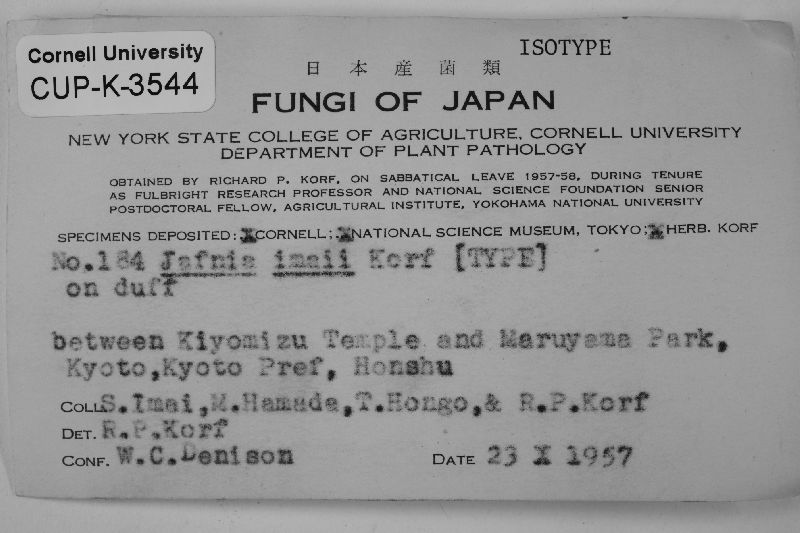 Cornell University
CUP-K-3544
ISOTYPE
日 本 産 菌 類
FUNGI OF JAPAN
NEW YORK STATE COLLEGE OF AGRICULTURE, CORNELL UNIVERSITY
DEPARTMENT OF PLANT PATHOLOGY
OBTAINED BY RICHARD P. KORF, ON SABBATICAL LEAVE 1957-58, DURING TENURE
AS FULBRIGHT RESEARCH PROFESSOR AND NATIONAL SCIENCE FOUNDATION SENIOR
POSTDOCTORAL FELLOW, AGRICULTURAL INSTITUTE, YOKOHAMA NATIONAL UNIVERSITY
SPECIMENS DEPOSITED: X CORNELL; X NATIONAL SCIENCE MUSEUM, TOKYO; X HERB. KORF
No.184 Jafnia imaii Korf [TYPE]
on duff
between Kiyomizu Temple and Maruyama Park,
Kyoto,Kyoto Pref, Honshu
COLL. S.Imai,M.Hamada,T.Hongo,& R.P.Korf
DET. R.P.Korf
CONF. W.C.Denison DATE 23 X 1957